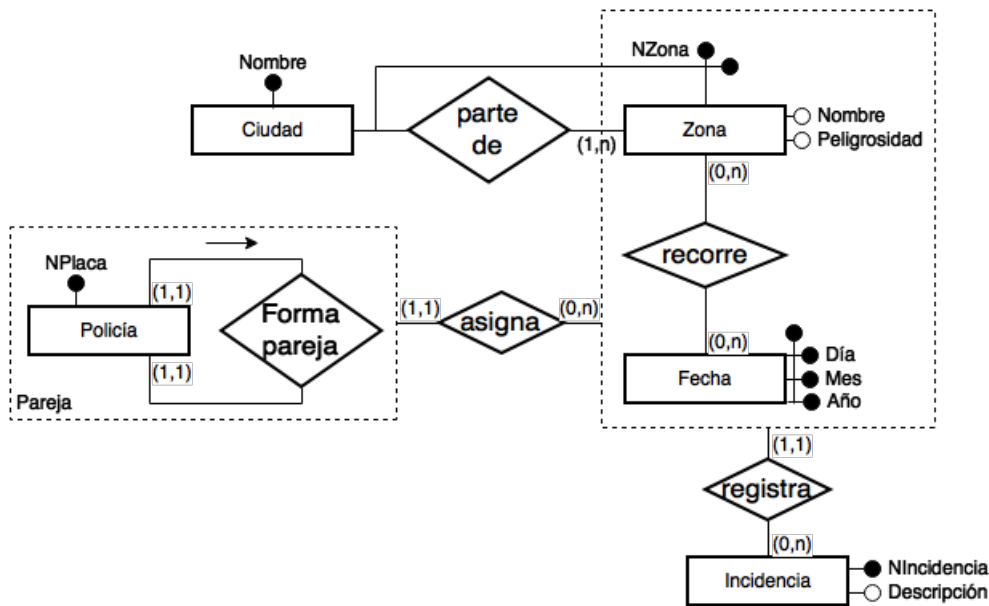 NZona
Nombre
Ciudad
parte
de
(1,n)
Zona
Nombre
Peligrosidad
(0,n)
recorre
(0,n)
Fecha
Día
Mes
Año
NPlaca
(1,1)
Policía
(1,1)
Forma
pareja
Pareja
(1,1)
asigna
(0,n)
(1,1)
registra
(0,n)
Incidencia
NIncidencia
Descripción